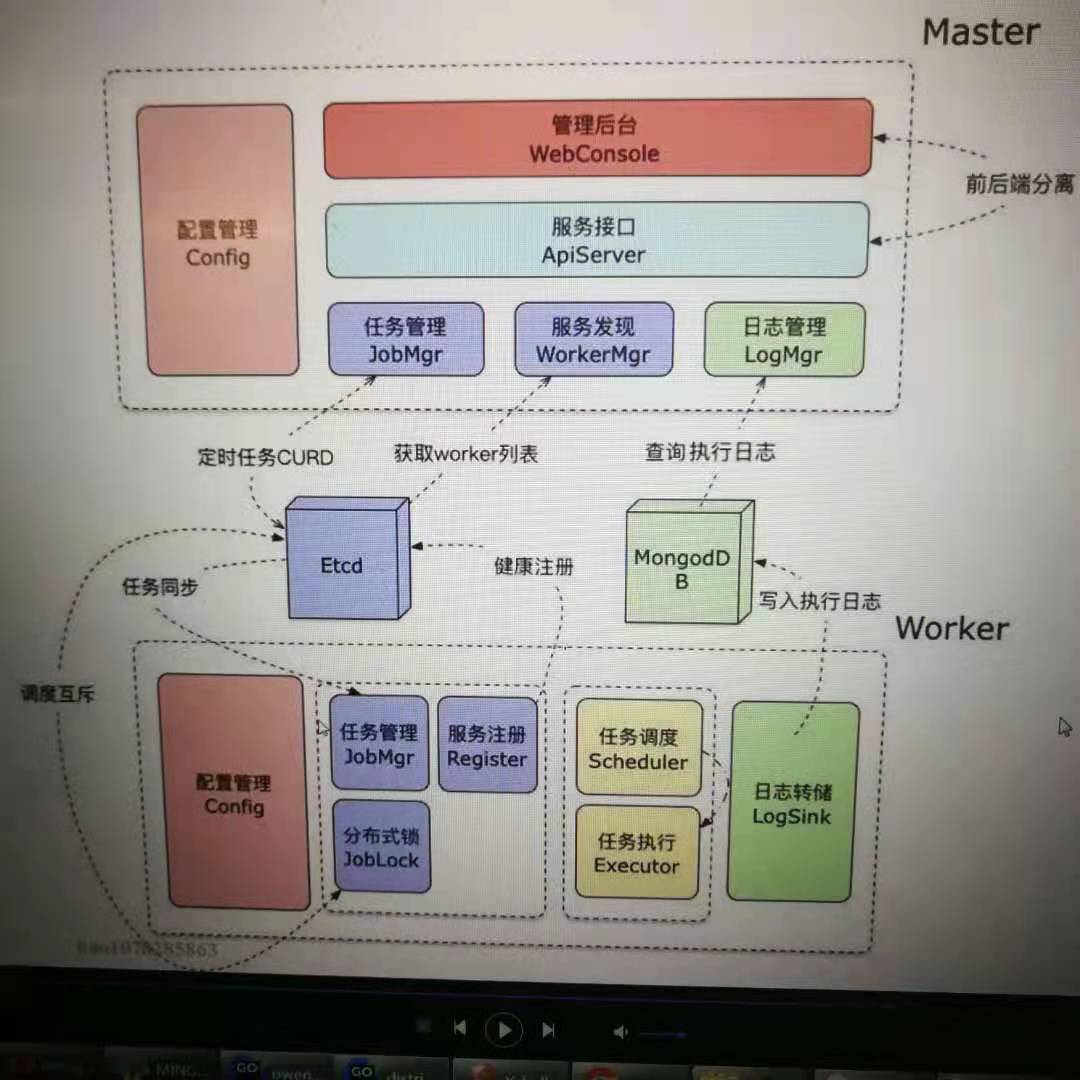 Master
管理后台
WebConsole
前后端分离
配置管理
Config
服务接口
ApiServer
任务管理
JobMgr
服务发现
WorkerMgr
日志管理
LogMgr
定时任务CURD
获取worker列表
查询执行日志
Etcd
MongodD
B
健康注册
任务同步
写入执行日志
Worker
调度互斥
配置管理
Config
任务管理
JobMgr
服务注册
Register
分布式锁
JobLock
任务调度
Scheduler
任务执行
Executor
日志转储
LogSink
MING...
GO
GO
distri